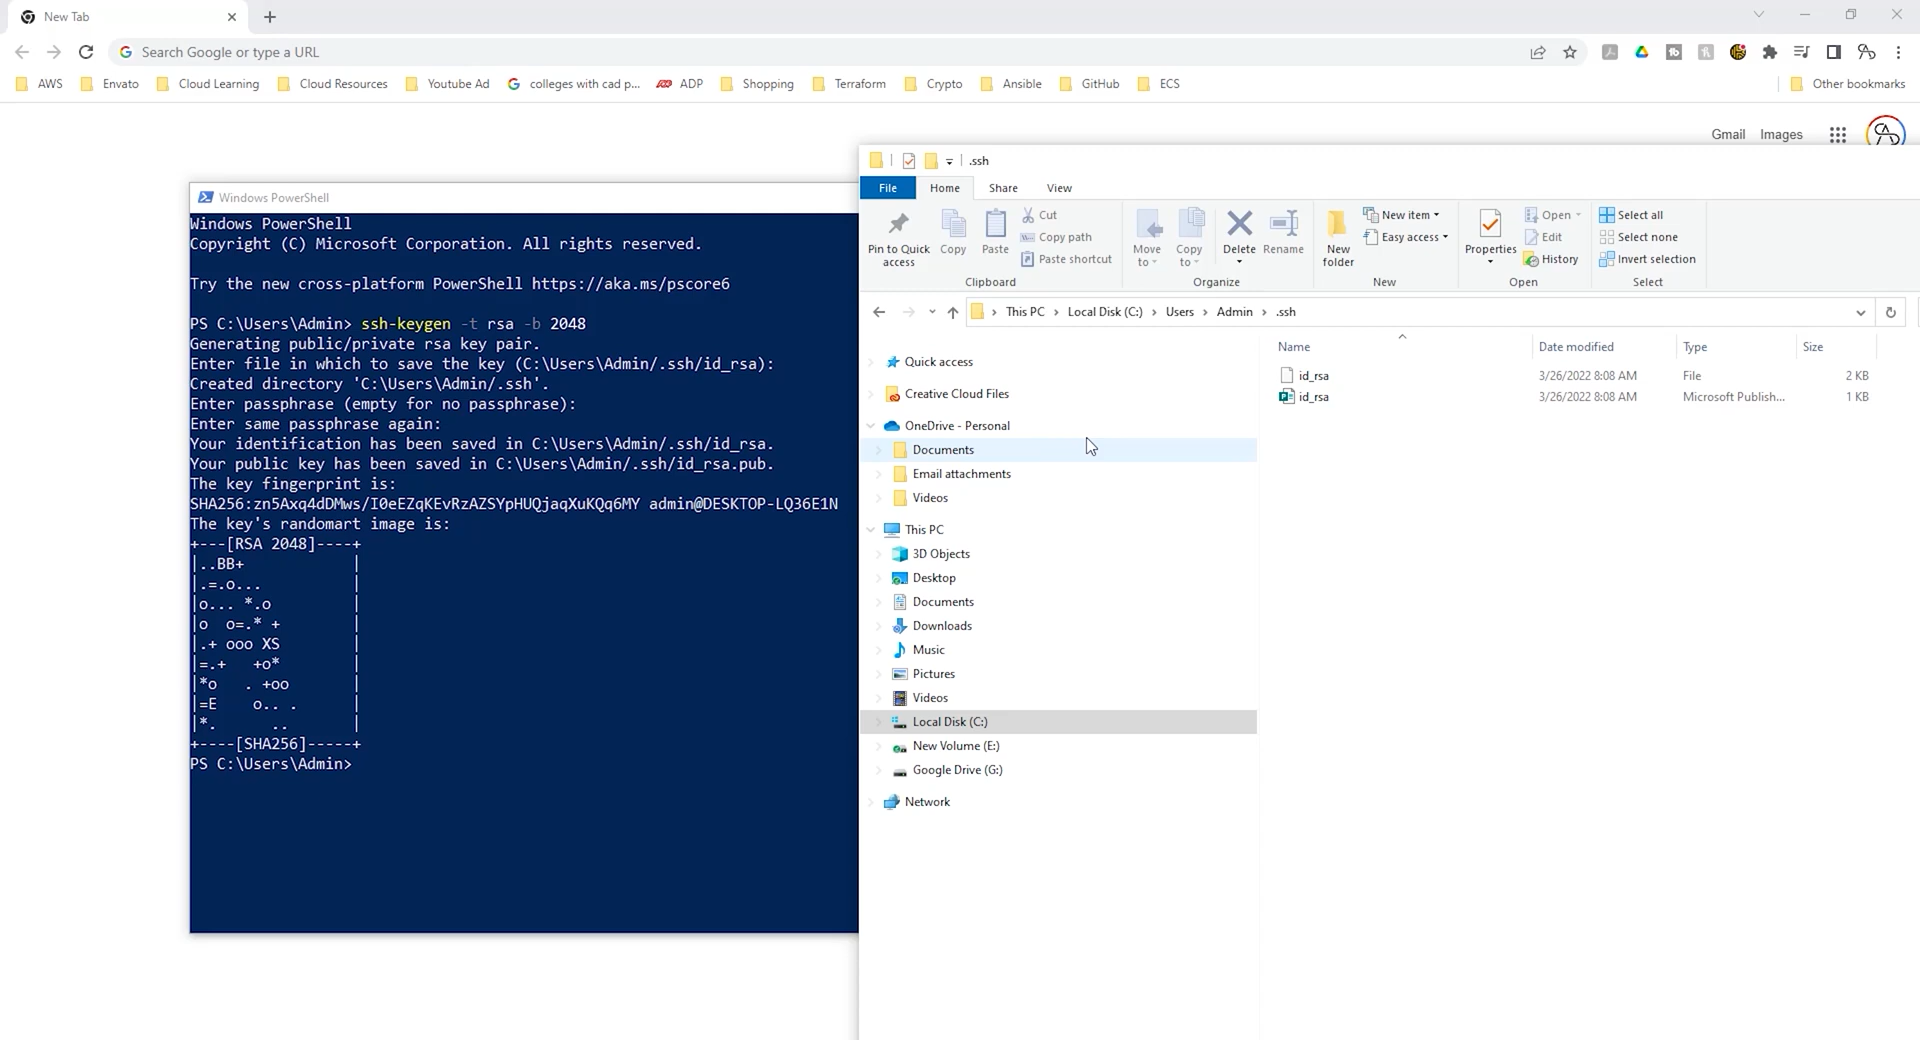 New Tab
Search Google or type a URL
AWS Envato Cloud Learning Cloud Resources Youtube Ad colleges with cad p... ADP Shopping Terraform Crypto Ansible GitHub ECS Other bookmarks
Gmail Images
.ssh
File Home Share View
Pin to Quick access
Copy
Paste
Cut
Copy path
Paste shortcut
Clipboard
Move to
Copy to
Delete
Rename
Organize
New folder
New item
Easy access
New
Properties
Open
Edit
History
Open
Select all
Select none
Invert selection
Select
This PC > Local Disk (C:) > Users > Admin > .ssh
Quick access
Creative Cloud Files
OneDrive - Personal
Documents
Email attachments
Videos
This PC
3D Objects
Desktop
Documents
Downloads
Music
Pictures
Videos
Local Disk (C:)
New Volume (E:)
Google Drive (G:)
Network
Name Date modified Type Size
id_rsa 3/26/2022 8:08 AM File 2 KB
id_rsa 3/26/2022 8:08 AM Microsoft Publish... 1 KB
Windows PowerShell
Windows PowerShell
Copyright (C) Microsoft Corporation. All rights reserved.
Try the new cross-platform PowerShell https://aka.ms/pscore6
PS C:\Users\Admin> ssh-keygen -t rsa -b 2048
Generating public/private rsa key pair.
Enter file in which to save the key (C:\Users\Admin/.ssh/id_rsa):
Created directory 'C:\Users\Admin/.ssh'.
Enter passphrase (empty for no passphrase):
Enter same passphrase again:
Your identification has been saved in C:\Users\Admin/.ssh/id_rsa.
Your public key has been saved in C:\Users\Admin/.ssh/id_rsa.pub.
The key fingerprint is:
SHA256:zn5Axq4dDMws/I0eEZqKEvRzAZSYpHUQjaqXuKQq6MY admin@DESKTOP-LQ36E1N
The key's randomart image is:
+---[RSA 2048]----+
|..BB+            |
|.=.o...          |
|o... *.o         |
|o  o=.* +        |
|.+ ooo XS        |
|=.+   +o*        |
|*o   . +oo       |
|=E    o.. .      |
|*.      ..       |
+----[SHA256]-----+
PS C:\Users\Admin>